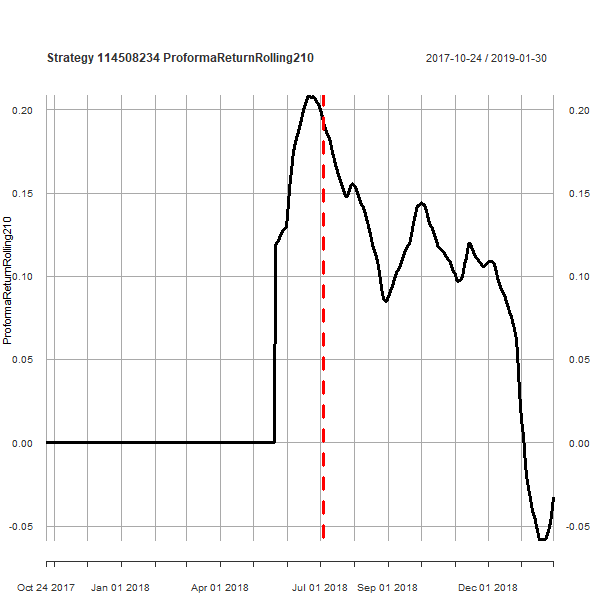 Strategy 114508234 ProformaReturnRolling210 2017-10-24 / 2019-01-30
0.20 0.20
0.15 0.15
0.10 0.10
0.05 0.05
0.00 0.00
-0.05 -0.05
ProformaReturnRolling210
Oct 24 2017 Jan 01 2018 Apr 01 2018 Jul 01 2018 Sep 01 2018 Dec 01 2018